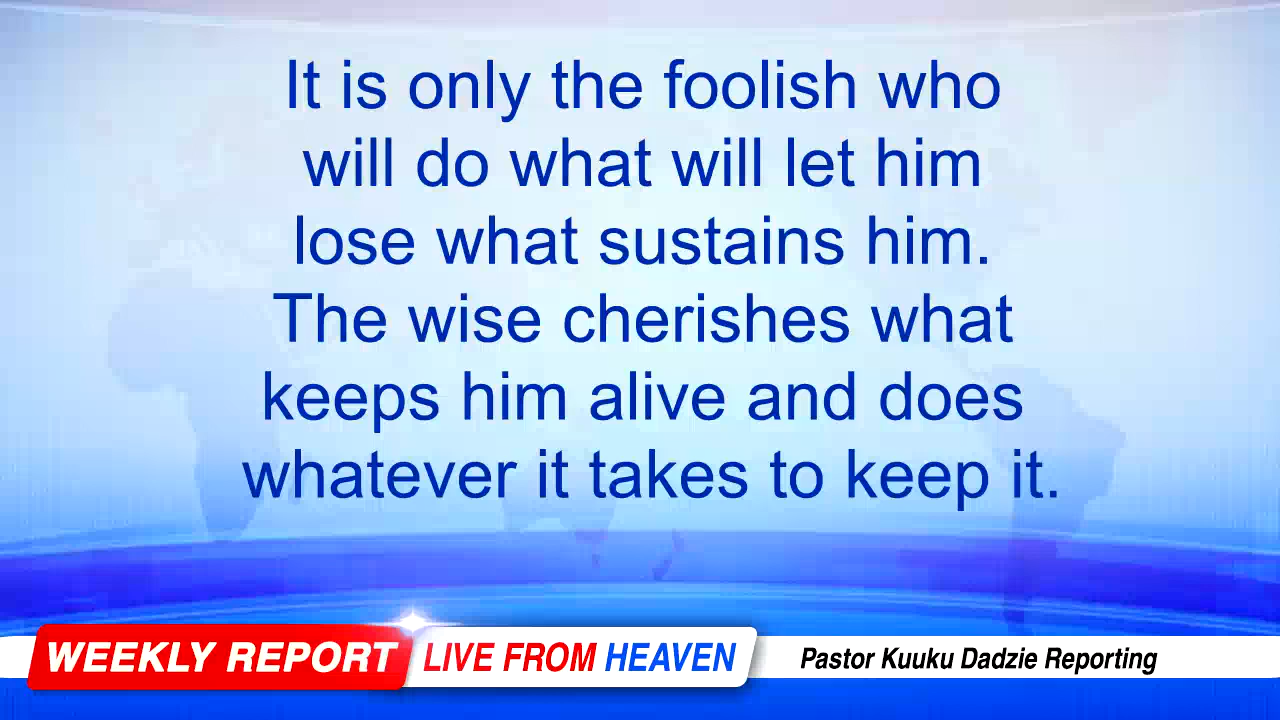 It is only the foolish who
will do what will let him
lose what sustains him.
The wise cherishes what
keeps him alive and does
whatever it takes to keep it.
WEEKLY REPORT LIVE FROM HEAVEN Pastor Kuuku Dadzie Reporting